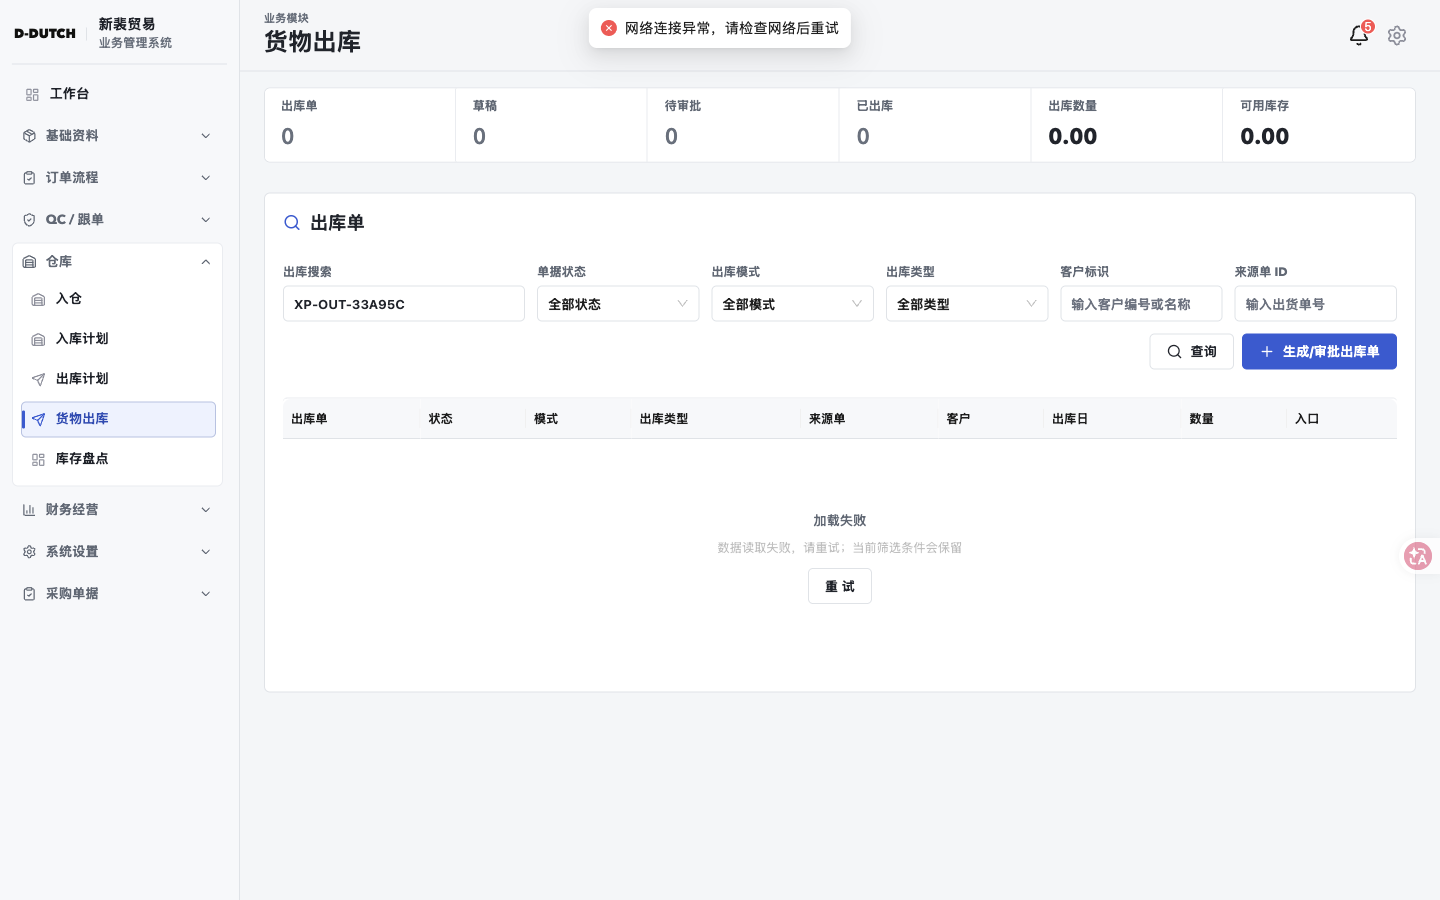 D-DUTCH
新裝贸易
业务管理系统
工作台
基础资料
订单流程
QC / 跟单
仓库
入仓
入库计划
出库计划
货物出库
库存盘点
财务经营
系统设置
采购单据
业务模块
货物出库
网络连接异常，请检查网络后重试
5
出库单
0
草稿
0
待审批
0
已出库
0
出库数量
0.00
可用库存
0.00
出库单
出库搜索
单据状态
出库模式
出库类型
客户标识
来源单 ID
XP-OUT-33A95C
全部状态
全部模式
全部类型
输入客户编号或名称
输入出货单号
查询
生成/审批出库单
出库单
状态
模式
出库类型
来源单
客户
出库日
数量
入口
加载失败
数据读取失败，请重试；当前筛选条件会保留
重 试